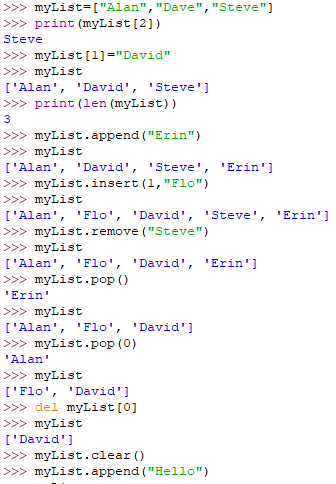 >>> myList=["Alan","Dave","Steve"]
>>> print(myList[2])
Steve
>>> myList[1]="David"
>>> myList
['Alan', 'David', 'Steve']
>>> print(len(myList))
3
>>> myList.append("Erin")
>>> myList
['Alan', 'David', 'Steve', 'Erin']
>>> myList.insert(1,"Flo")
>>> myList
['Alan', 'Flo', 'David', 'Steve', 'Erin']
>>> myList.remove("Steve")
>>> myList
['Alan', 'Flo', 'David', 'Erin']
>>> myList.pop()
'Erin'
>>> myList
['Alan', 'Flo', 'David']
>>> myList.pop(0)
'Alan'
>>> myList
['Flo', 'David']
>>> del myList[0]
>>> myList
['David']
>>> myList.clear()
>>> myList.append("Hello")